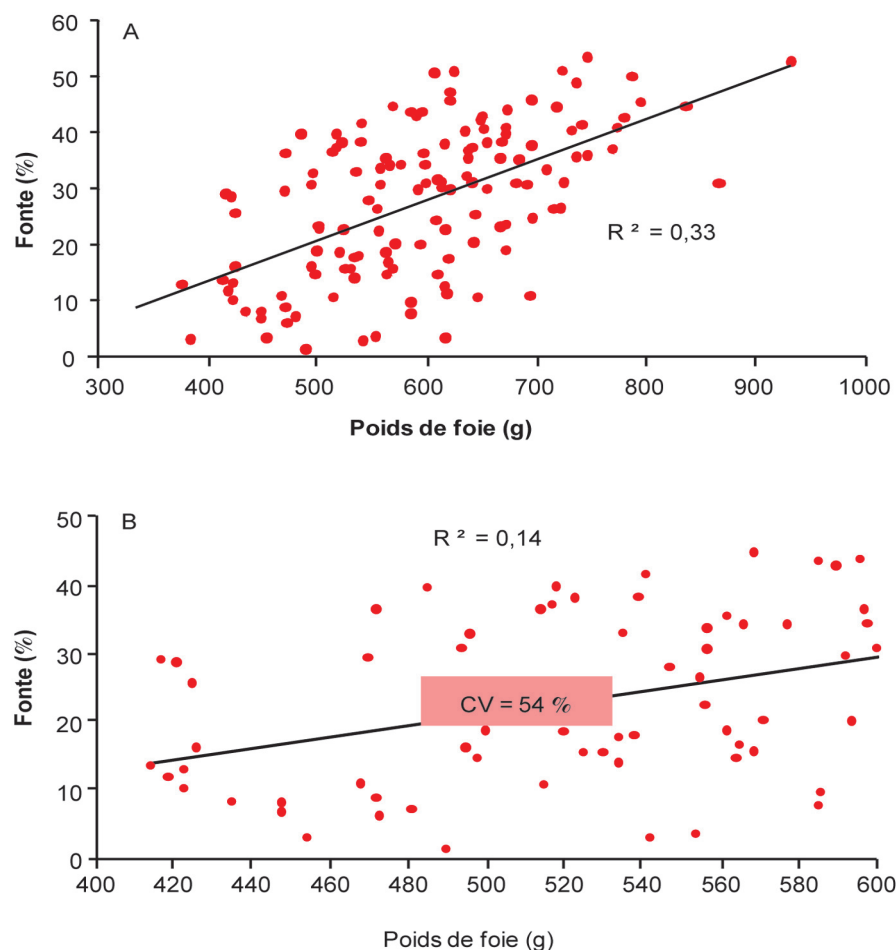 A
60
50
40
30
20
10
0
Fonte (%)
R ² = 0,33
300 400 500 600 700 800 900 1000
Poids de foie (g)
B
50
40
30
20
10
0
Fonte (%)
R ² = 0,14
CV = 54 %
400 420 440 460 480 500 520 540 560 580 600
Poids de foie (g)